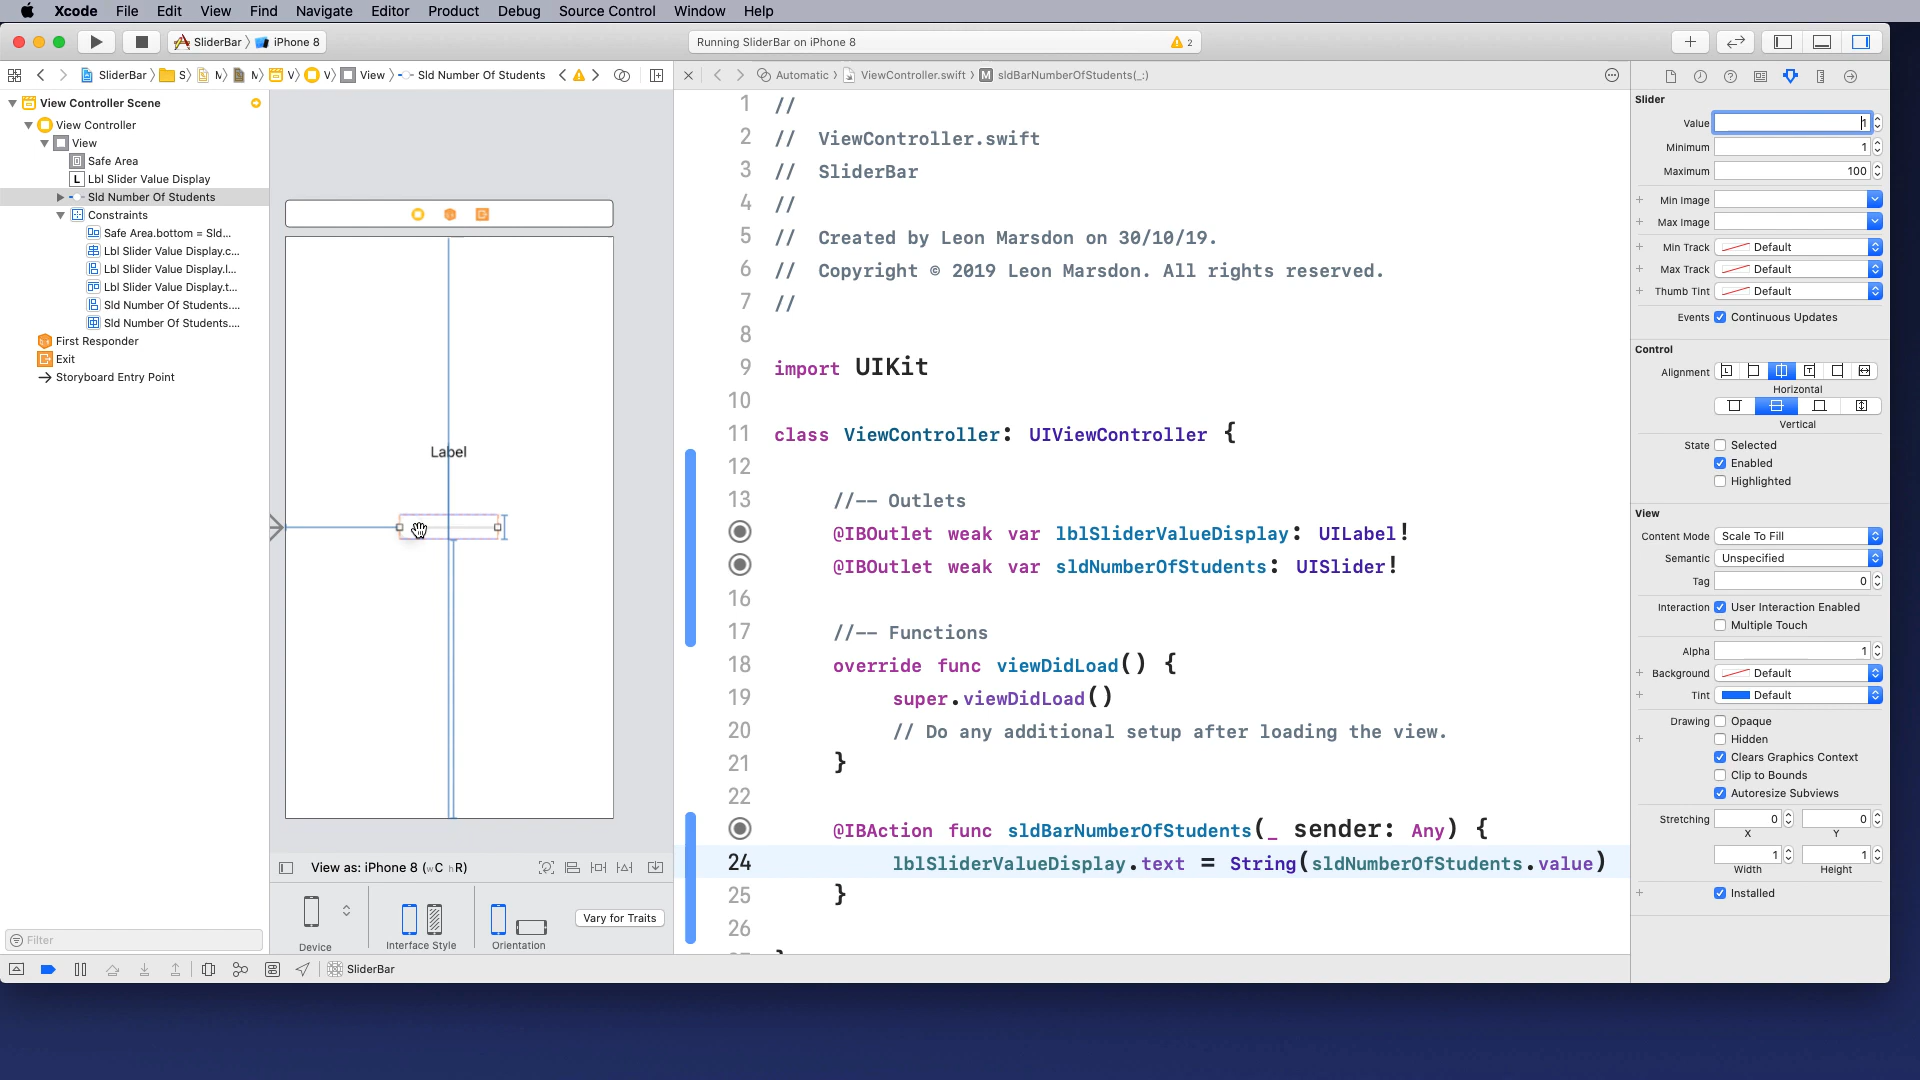 Xcode File Edit View Find Navigate Editor Product Debug Source Control Window Help
SliderBar iPhone 8
Running SliderBar on iPhone 8
2
SliderBar S M M V V View Sld Number Of Students
Automatic ViewController.swift M sldBarNumberOfStudents(_:)
View Controller Scene
View Controller
View
Safe Area
L Lbl Slider Value Display
Sld Number Of Students
Constraints
Safe Area.bottom = Sld...
Lbl Slider Value Display.c...
Lbl Slider Value Display.l...
Lbl Slider Value Display.t...
Sld Number Of Students....
Sld Number Of Students....
First Responder
Exit
Storyboard Entry Point
Filter
Label
View as: iPhone 8 (wC hR)
Device
Interface Style
Orientation
Vary for Traits
1 //
2 // ViewController.swift
3 // SliderBar
4 //
5 // Created by Leon Marsdon on 30/10/19.
6 // Copyright © 2019 Leon Marsdon. All rights reserved.
7 //
8
9 import UIKit
10
11 class ViewController: UIViewController {
12
13 //-- Outlets
@IBOutlet weak var lblSliderValueDisplay: UILabel!
@IBOutlet weak var sldNumberOfStudents: UISlider!
16
17 //-- Functions
18 override func viewDidLoad() {
19 super.viewDidLoad()
20 // Do any additional setup after loading the view.
21 }
22
@IBAction func sldBarNumberOfStudents(_ sender: Any) {
24 lblSliderValueDisplay.text = String(sldNumberOfStudents.value)
25 }
26
SliderBar
Slider
Value 1
Minimum 1
Maximum 100
Min Image
Max Image
Min Track Default
Max Track Default
Thumb Tint Default
Events Continuous Updates
Control
Alignment
Horizontal
Vertical
State Selected
Enabled
Highlighted
View
Content Mode Scale To Fill
Semantic Unspecified
Tag 0
Interaction User Interaction Enabled
Multiple Touch
Alpha 1
Background Default
Tint Default
Drawing Opaque
Hidden
Clears Graphics Context
Clip to Bounds
Autoresize Subviews
Stretching 0 0
X Y
1 1
Width Height
Installed